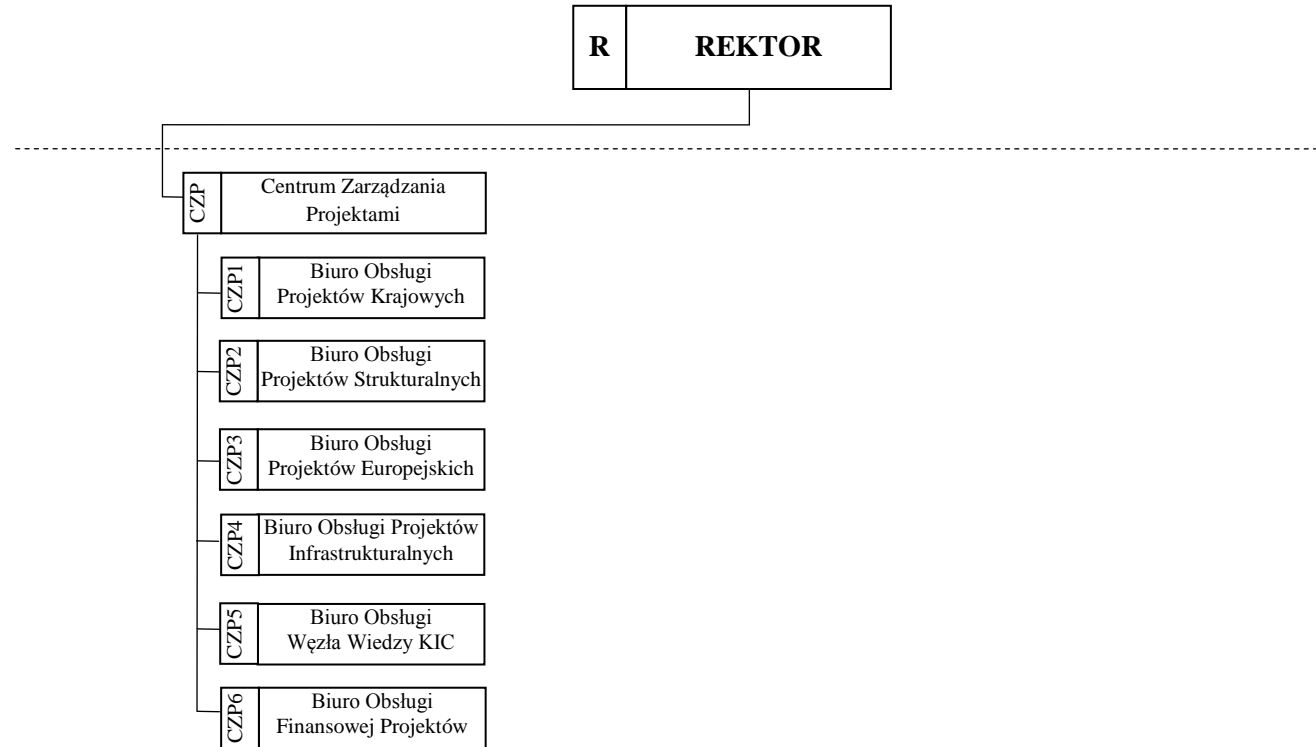 R REKTOR
CZP
Centrum Zarządzania
Projektami
CZP1
Biuro Obsługi
Projektów Krajowych
CZP2
Biuro Obsługi
Projektów Strukturalnych
CZP3
Biuro Obsługi
Projektów Europejskich
CZP4
Biuro Obsługi Projektów
Infrastrukturalnych
CZP5
Biuro Obsługi
Węzła Wiedzy KIC
CZP6
Biuro Obsługi
Finansowej Projektów